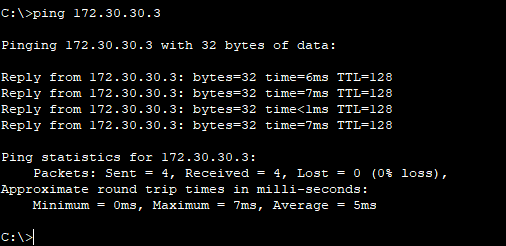 C:\>ping 172.30.30.3
Pinging 172.30.30.3 with 32 bytes of data:
Reply from 172.30.30.3: bytes=32 time=6ms TTL=128
Reply from 172.30.30.3: bytes=32 time=7ms TTL=128
Reply from 172.30.30.3: bytes=32 time<1ms TTL=128
Reply from 172.30.30.3: bytes=32 time=7ms TTL=128
Ping statistics for 172.30.30.3:
    Packets: Sent = 4, Received = 4, Lost = 0 (0% loss),
Approximate round trip times in milli-seconds:
    Minimum = 0ms, Maximum = 7ms, Average = 5ms
C:\>